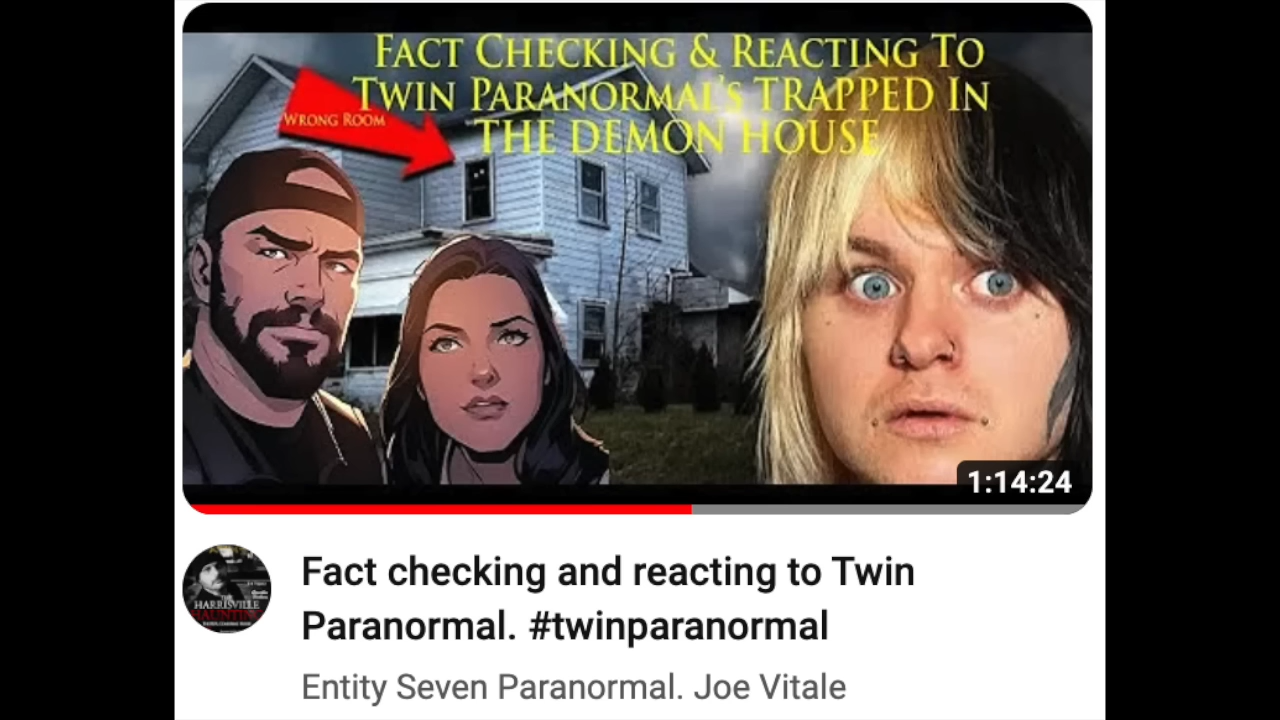 FACT CHECKING & REACTING TO
TWIN PARANORMAL'S TRAPPED IN
THE DEMON HOUSE
WRONG ROOM
1:14:24
Fact checking and reacting to Twin
Paranormal. #twinparanormal
HARRISVILLE
HAUNTING
Entity Seven Paranormal. Joe Vitale